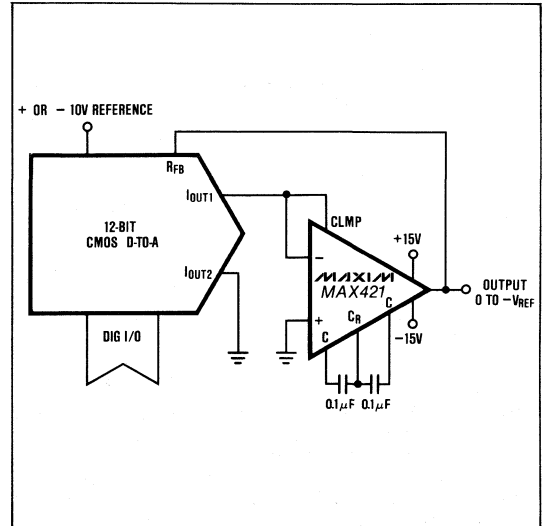 + OR – 10V REFERENCE
RFB
IOUT1
12-BIT
CMOS D-TO-A
CLMP
+15V
–
MAXIM
MAX421
OUTPUT
0 TO –VREF
IOUT2
+
C
CR
C
–15V
DIG I/O
0.1μF 0.1μF